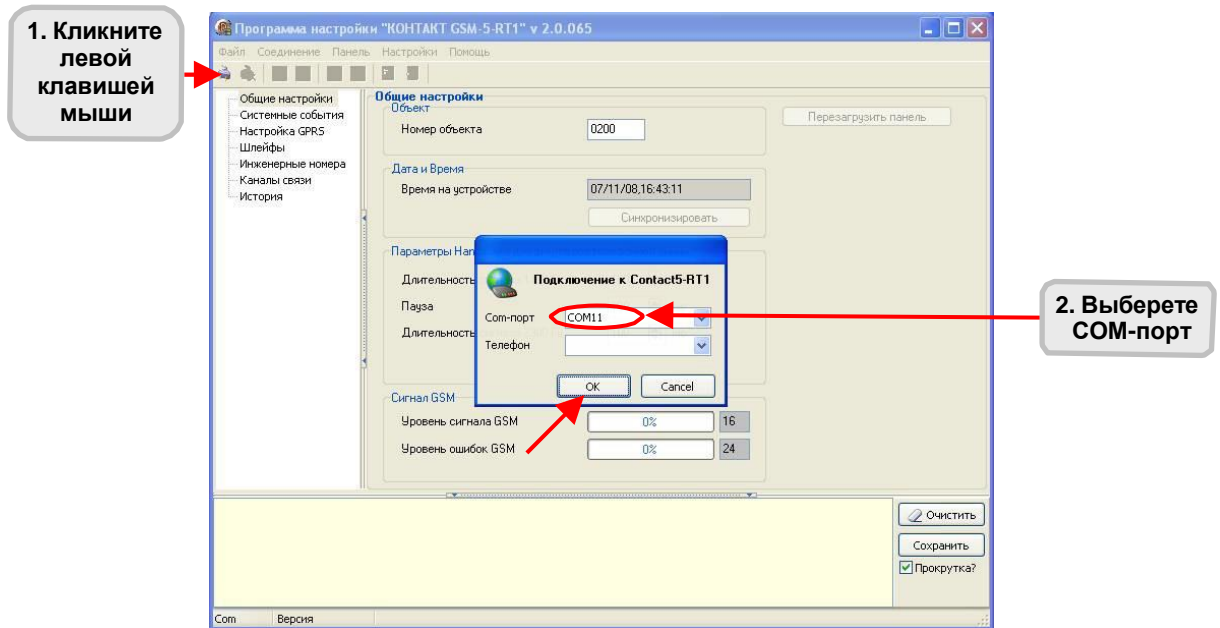 1. Кликните
левой
клавишей
мыши
Программа настройки "КОНТАКТ GSM-5-RT1" v 2.0.065
Файл Соединение Панель Настройки Помощь
Общие настройки
Системные события
Настройка GPRS
Шлейфы
Инженерные номера
Каналы связи
История
Общие настройки
Объект
Номер объекта 0200
Перезагрузить панель
Дата и Время
Время на устройстве 07/11/08,16:43:11
Синхронизировать
Параметры Han
Длительность
Пауза
Длительность
Подключение к Contact5-RT1
Com-порт COM11
Телефон
OK Cancel
2. Выберете
COM-порт
Сигнал GSM
Уровень сигнала GSM 0% 16
Уровень ошибок GSM 0% 24
Очистить
Сохранить
Прокрутка?
Com Версия